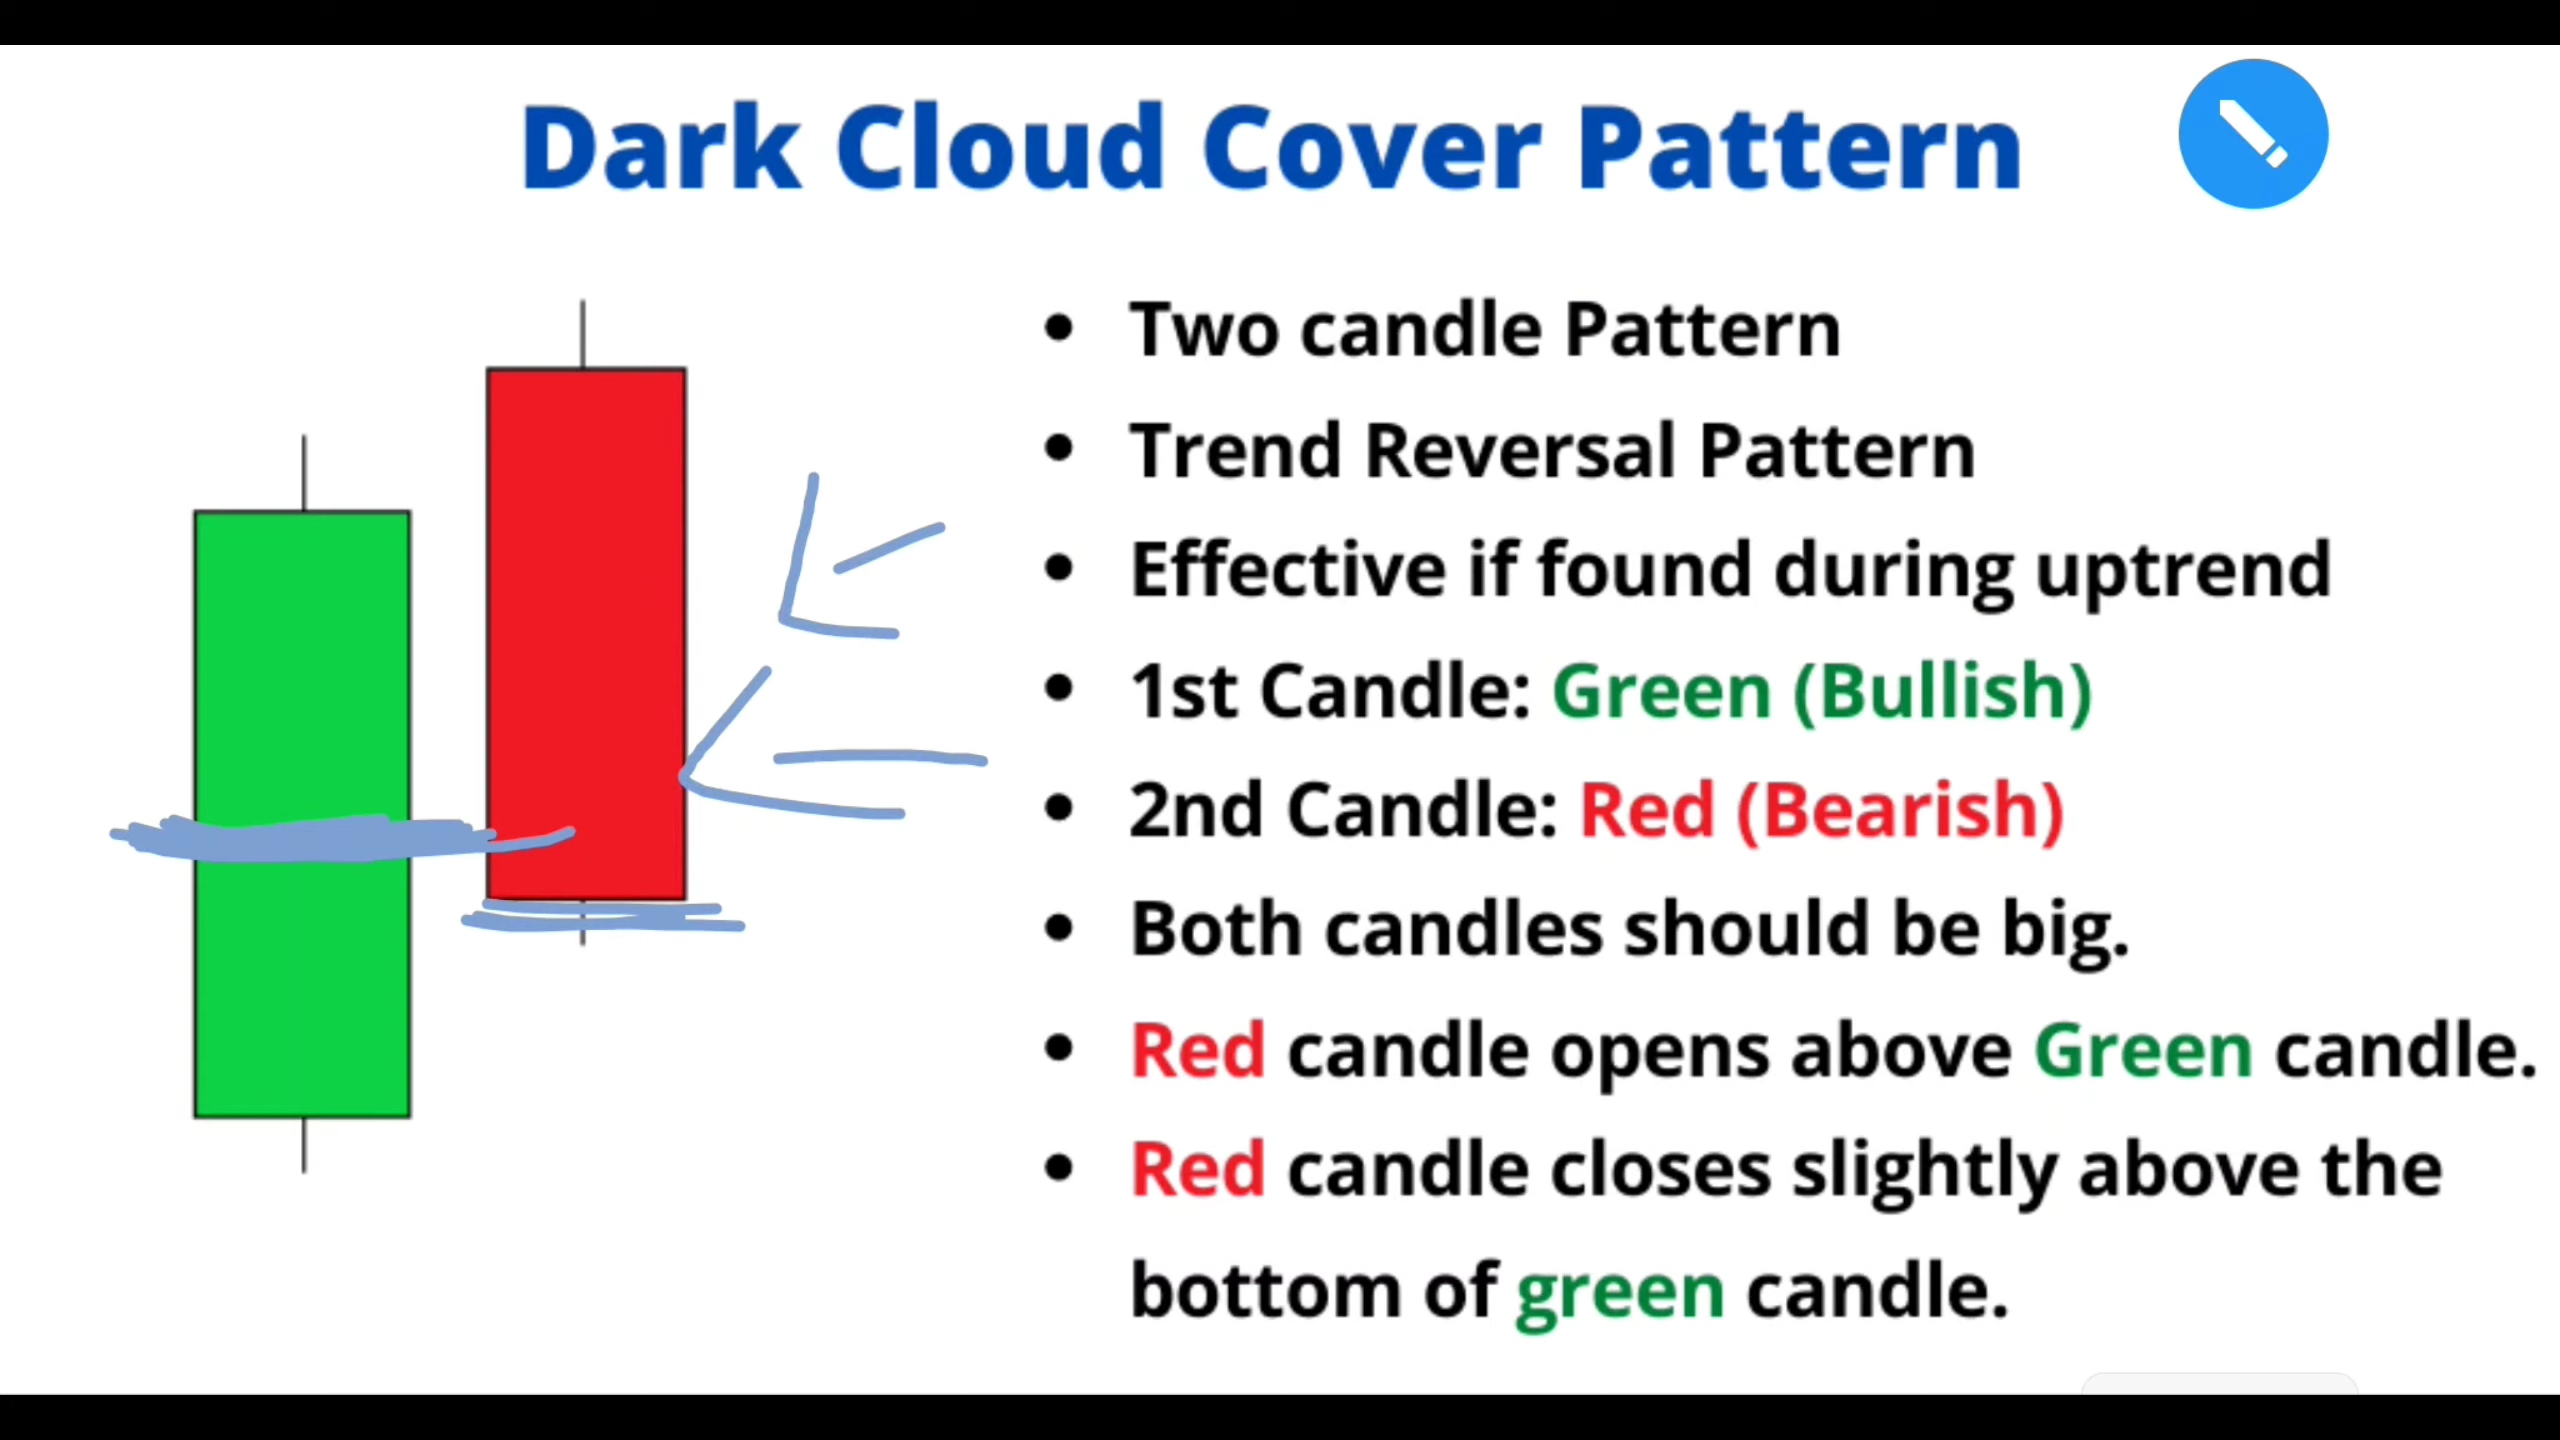 Dark Cloud Cover Pattern
• Two candle Pattern
• Trend Reversal Pattern
• Effective if found during uptrend
• 1st Candle: Green (Bullish)
• 2nd Candle: Red (Bearish)
• Both candles should be big.
• Red candle opens above Green candle.
• Red candle closes slightly above the
bottom of green candle.